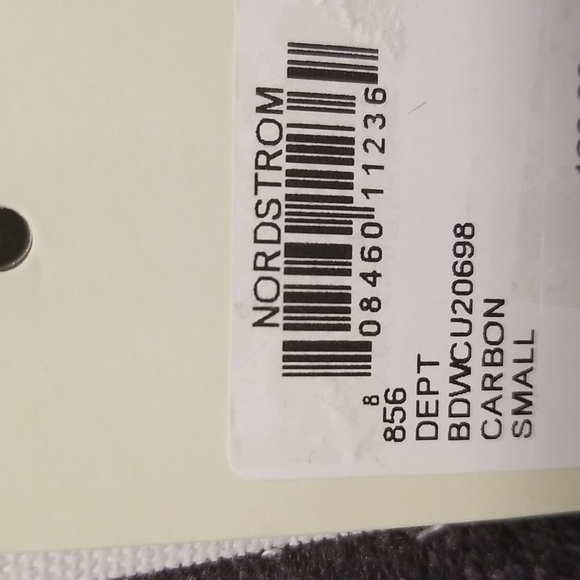 NORDSTROM
8 08460 11236
856
DEPT
BDWCU20698
CARBON
SMALL